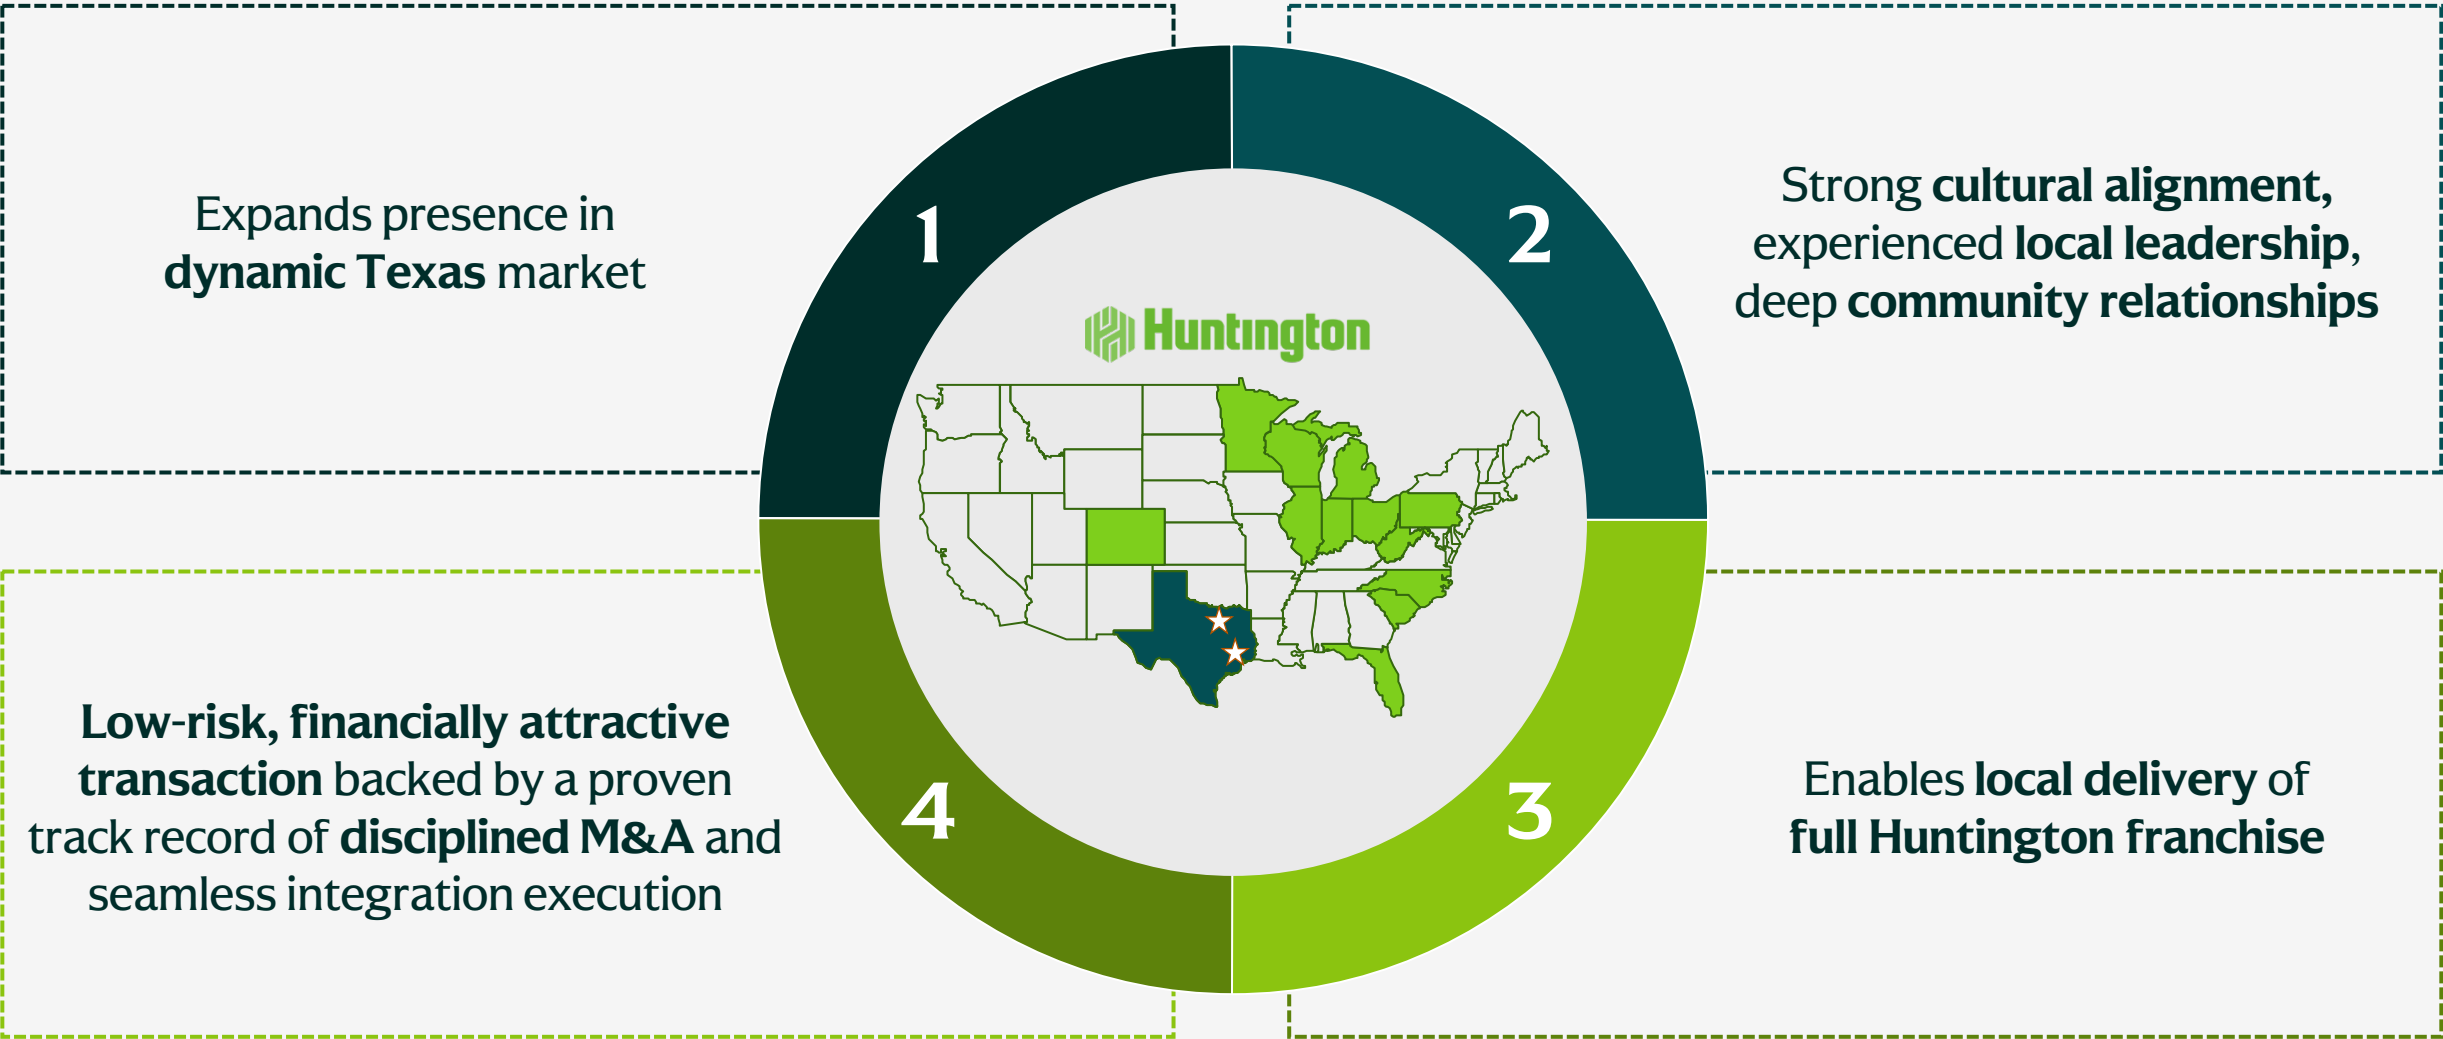 Expands presence in
dynamic Texas market
1
2
Strong cultural alignment,
experienced local leadership,
deep community relationships
Huntington
Low-risk, financially attractive
transaction backed by a proven
track record of disciplined M&A and
seamless integration execution
4
3
Enables local delivery of
full Huntington franchise